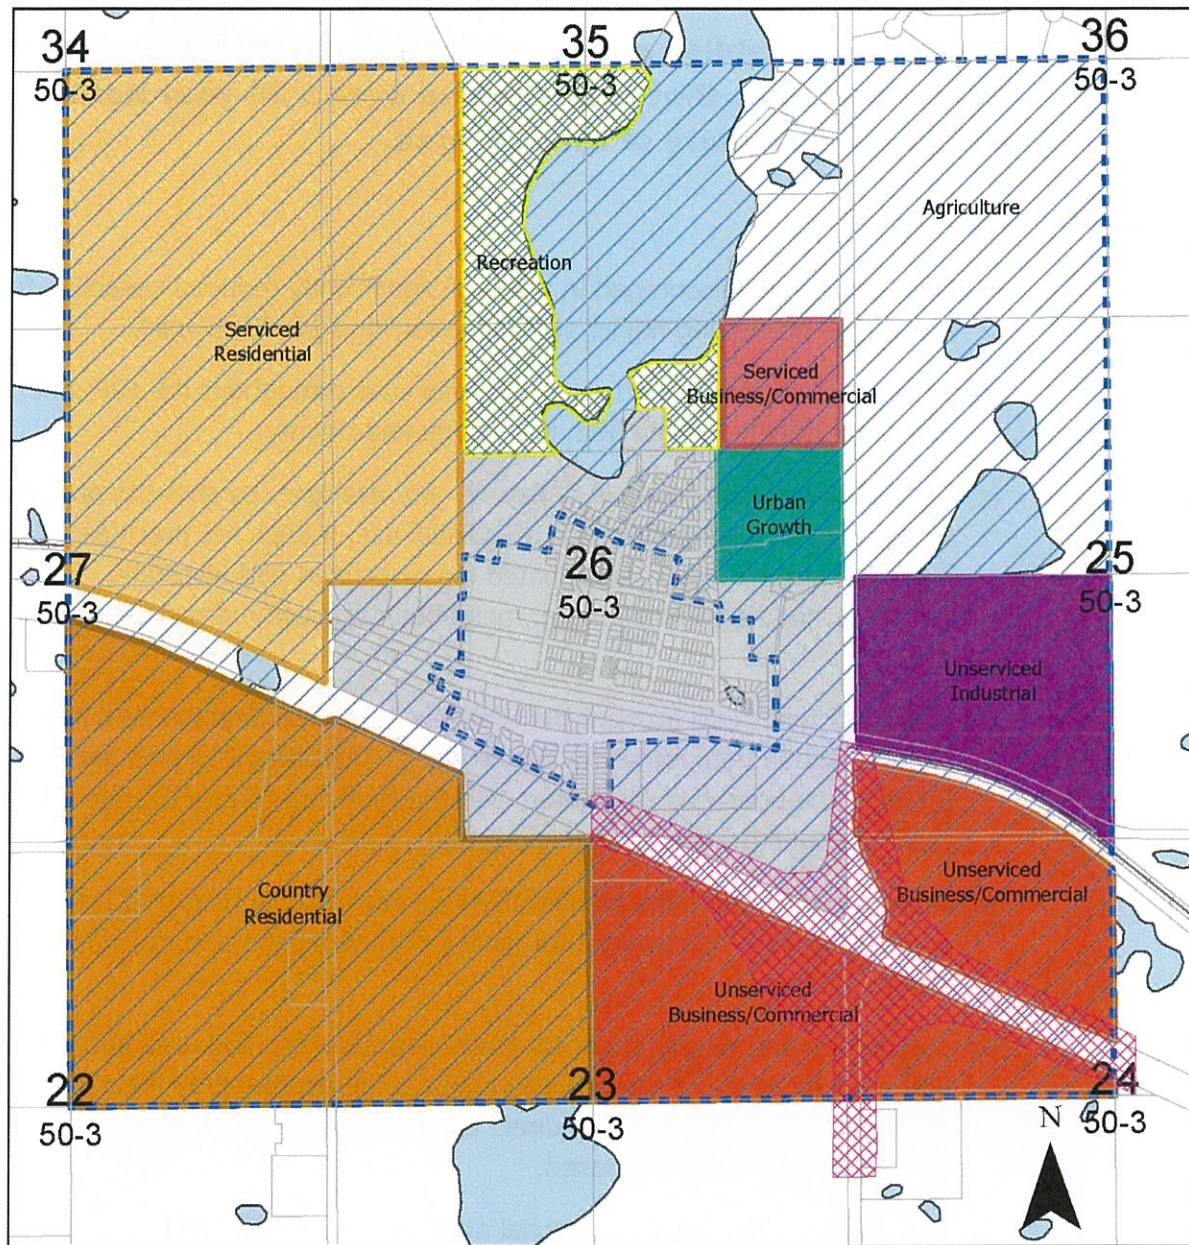 34
50-3
35
50-3
36
50-3
Agriculture
Recreation
Serviced
Residential
Serviced
Business/Commercial
Urban
Growth
27
50-3
26
50-3
25
50-3
Unserviced
Industrial
Country
Residential
Unserviced
Business/Commercial
Unserviced
Business/Commercial
22
50-3
23
50-3
24
50-3
N